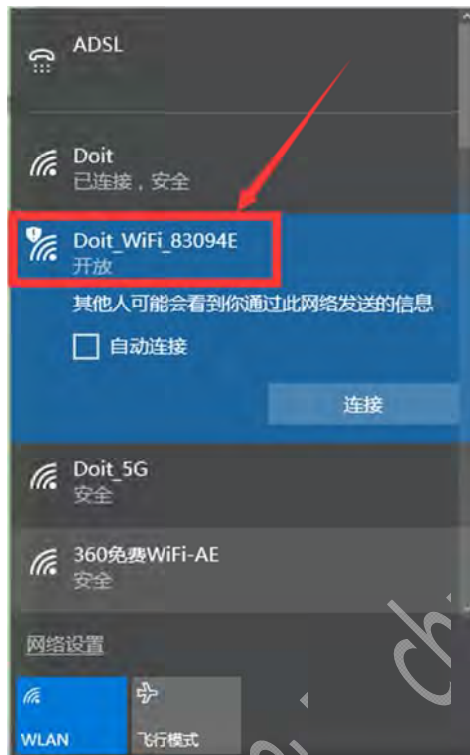 ADSL
Doit
已连接，安全
Doit_WiFi_83094E
开放
其他人可能会看到你通过此网络发送的信息
自动连接
连接
Doit_5G
安全
360免费WiFi-AE
安全
网络设置
WLAN
飞行模式